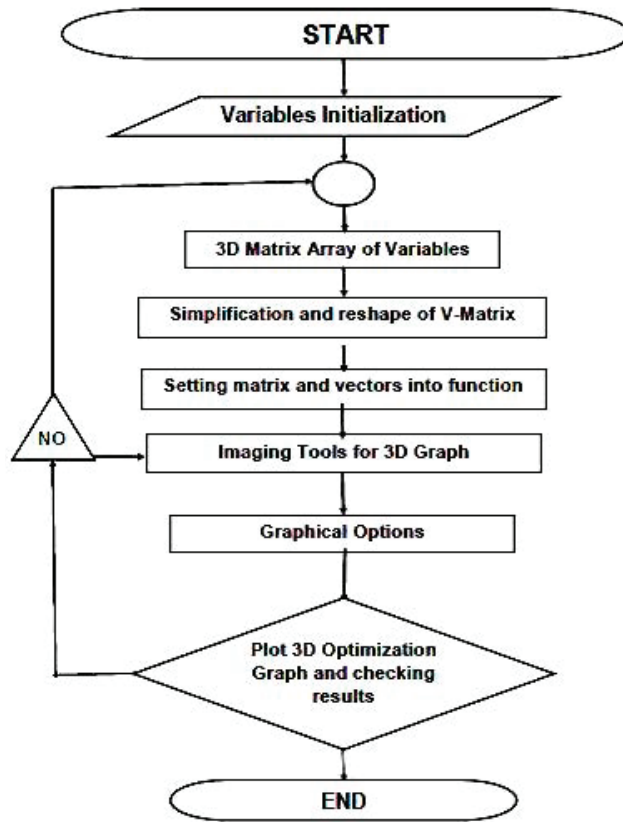 START
Variables Initialization
3D Matrix Array of Variables
Simplification and reshape of V-Matrix
Setting matrix and vectors into function
NO
Imaging Tools for 3D Graph
Graphical Options
Plot 3D Optimization
Graph and checking
results
END